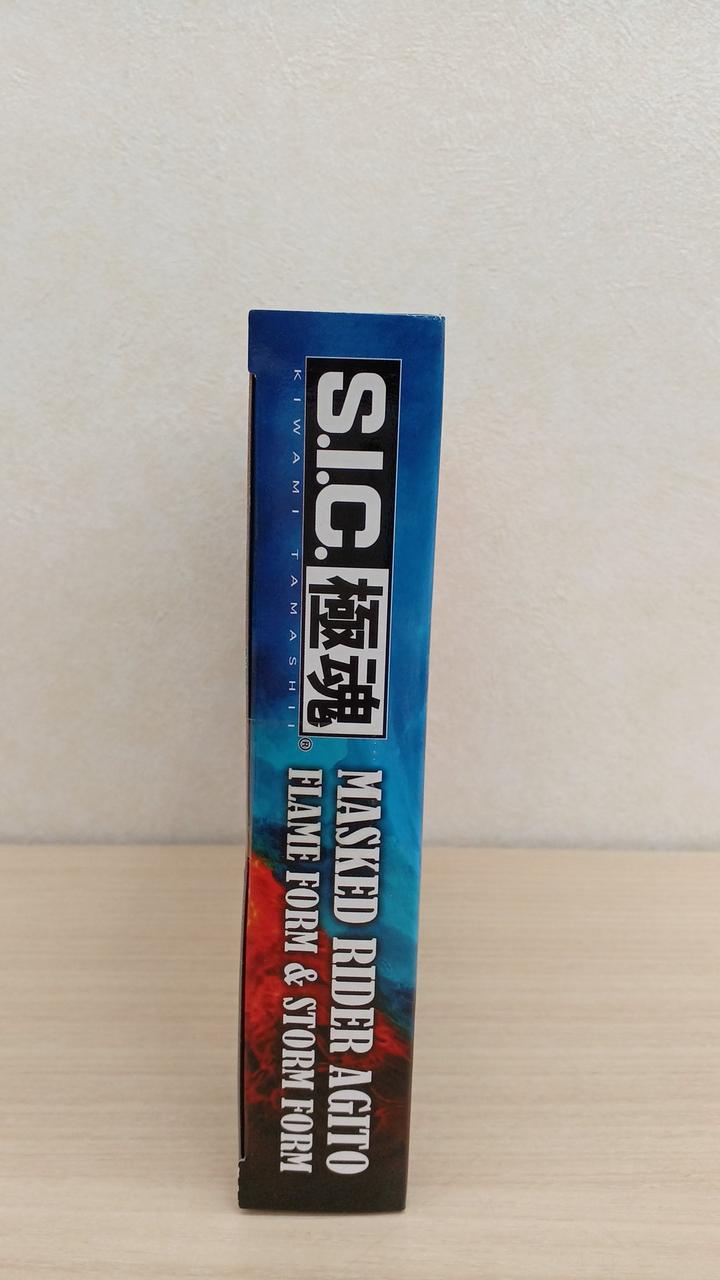 S.I.C.極魂
KIWAMI TAMASHII®
MASKED RIDER AGITO
FLAME FORM & STORM FORM